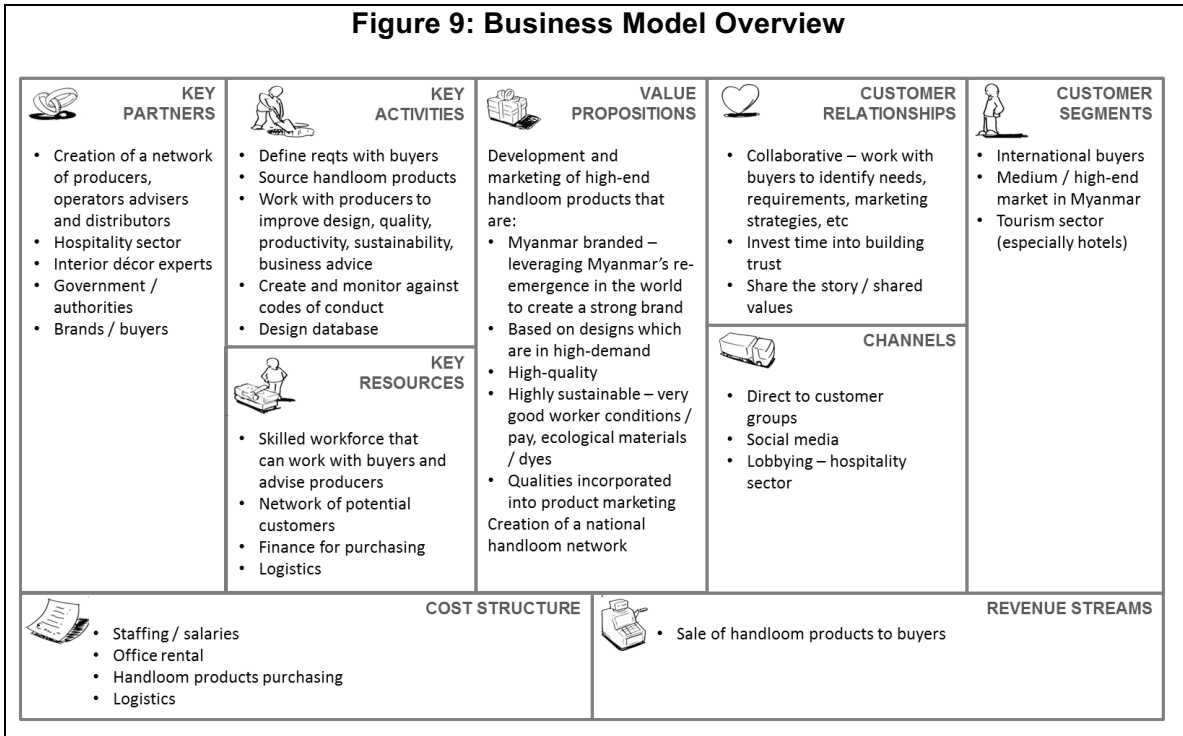 Figure 9: Business Model Overview
KEY
PARTNERS
• Creation of a network
of producers,
operators advisers
and distributors
• Hospitality sector
• Interior décor experts
• Government /
authorities
• Brands / buyers
KEY
ACTIVITIES
• Define reqts with buyers
• Source handloom products
• Work with producers to
improve design, quality,
productivity, sustainability,
business advice
• Create and monitor against
codes of conduct
• Design database
KEY
RESOURCES
• Skilled workforce that
can work with buyers and
advise producers
• Network of potential
customers
• Finance for purchasing
• Logistics
VALUE
PROPOSITIONS
Development and
marketing of high-end
handloom products that
are:
• Myanmar branded –
leveraging Myanmar's re-
emergence in the world
to create a strong brand
• Based on designs which
are in high-demand
• High-quality
• Highly sustainable – very
good worker conditions /
pay, ecological materials
/ dyes
• Qualities incorporated
into product marketing
Creation of a national
handloom network
CUSTOMER
RELATIONSHIPS
• Collaborative – work with
buyers to identify needs,
requirements, marketing
strategies, etc
• Invest time into building
trust
• Share the story / shared
values
CHANNELS
• Direct to customer
groups
• Social media
• Lobbying – hospitality
sector
CUSTOMER
SEGMENTS
• International buyers
• Medium / high-end
market in Myanmar
• Tourism sector
(especially hotels)
COST STRUCTURE
• Staffing / salaries
• Office rental
• Handloom products purchasing
• Logistics
REVENUE STREAMS
• Sale of handloom products to buyers